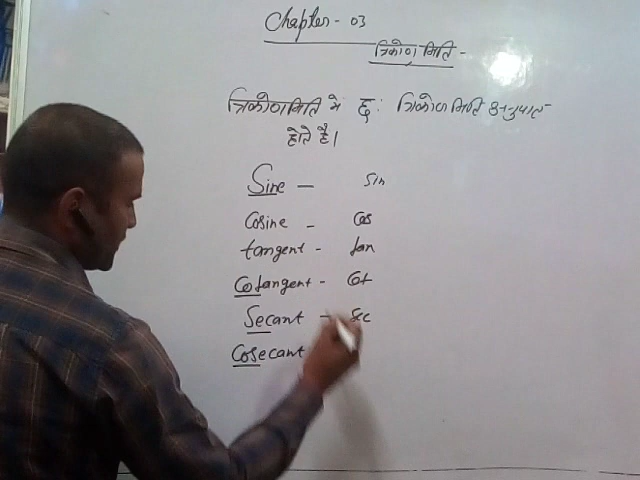 Chapter - 03
त्रिकोणमिति -
त्रिकोणमिति में छः त्रिकोणमिति अनुपात
होते है।
Sine - Sin
Cosine - Cos
tangent - tan
Cotangent - Cot
Secant - Sec
Cosecant